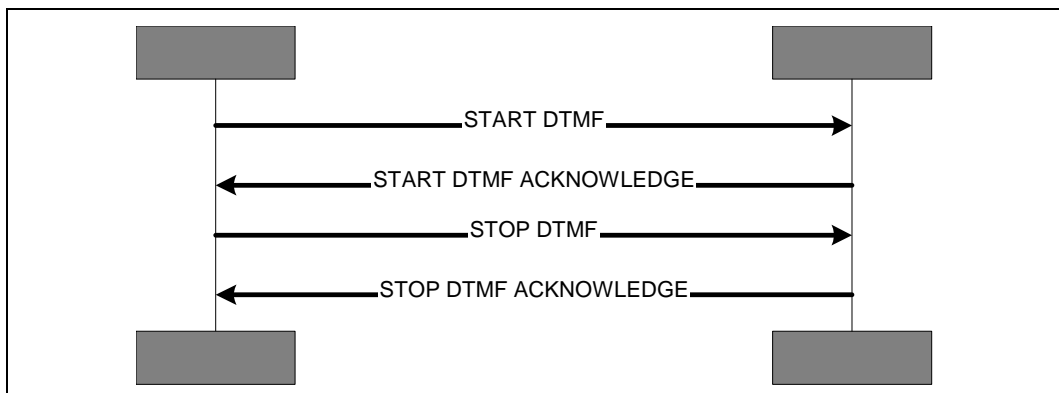 START DTMF
START DTMF ACKNOWLEDGE
STOP DTMF
STOP DTMF ACKNOWLEDGE